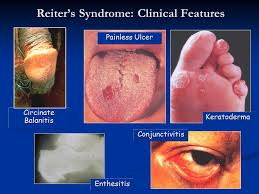 Reiter's Syndrome: Clinical Features
Painless Ulcer
Circinate
Balanitis
Keratoderma
Conjunctivitis
Enthesitis